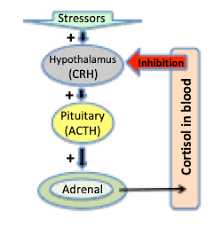 Stressors
+
Hypothalamus
(CRH)
Inhibition
+
Pituitary
(ACTH)
+
Adrenal
Cortisol in blood